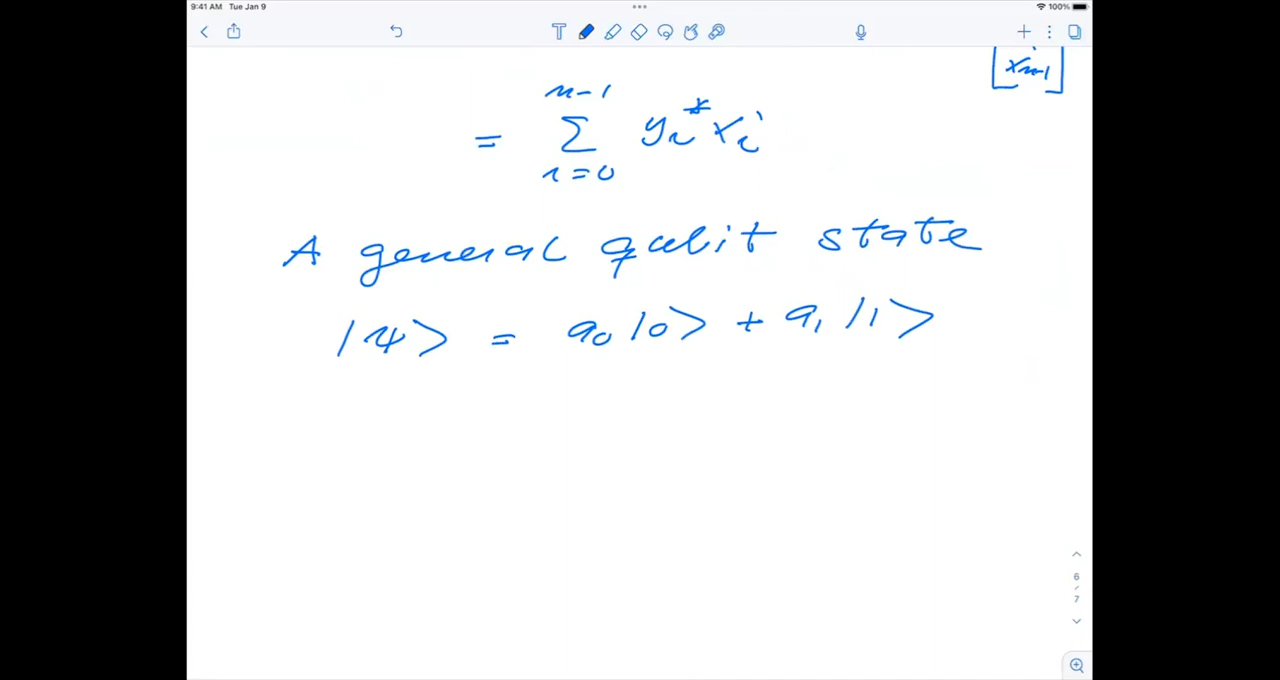 9:41 AM Tue Jan 9
100%
T
x_{n-1}
n-1
= Σ y_i^* x_i
i=0
A general qubit state
|ψ> = a_0 |0> + a_1 |1>
6
7